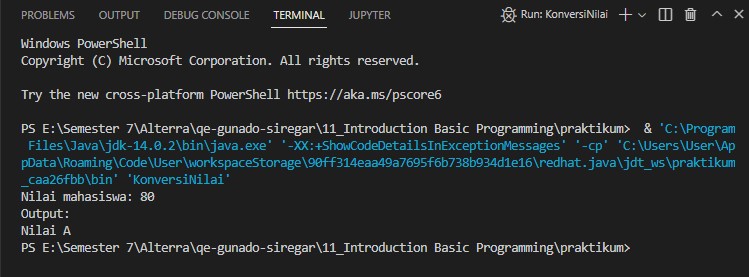 PROBLEMS OUTPUT DEBUG CONSOLE TERMINAL JUPYTER Run: KonversiNilai
Windows PowerShell
Copyright (C) Microsoft Corporation. All rights reserved.
Try the new cross-platform PowerShell https://aka.ms/pscore6
PS E:\Semester 7\Alterra\qe-gunado-siregar\11_Introduction Basic Programming\praktikum> & 'C:\Program
Files\Java\jdk-14.0.2\bin\java.exe' '-XX:+ShowCodeDetailsInExceptionMessages' '-cp' 'C:\Users\User\Ap
pData\Roaming\Code\User\workspaceStorage\90ff314eaa49a7695f6b738b934d1e16\redhat.java\jdt_ws\praktikum
_caa26fbb\bin' 'KonversiNilai'
Nilai mahasiswa: 80
Output:
Nilai A
PS E:\Semester 7\Alterra\qe-gunado-siregar\11_Introduction Basic Programming\praktikum>